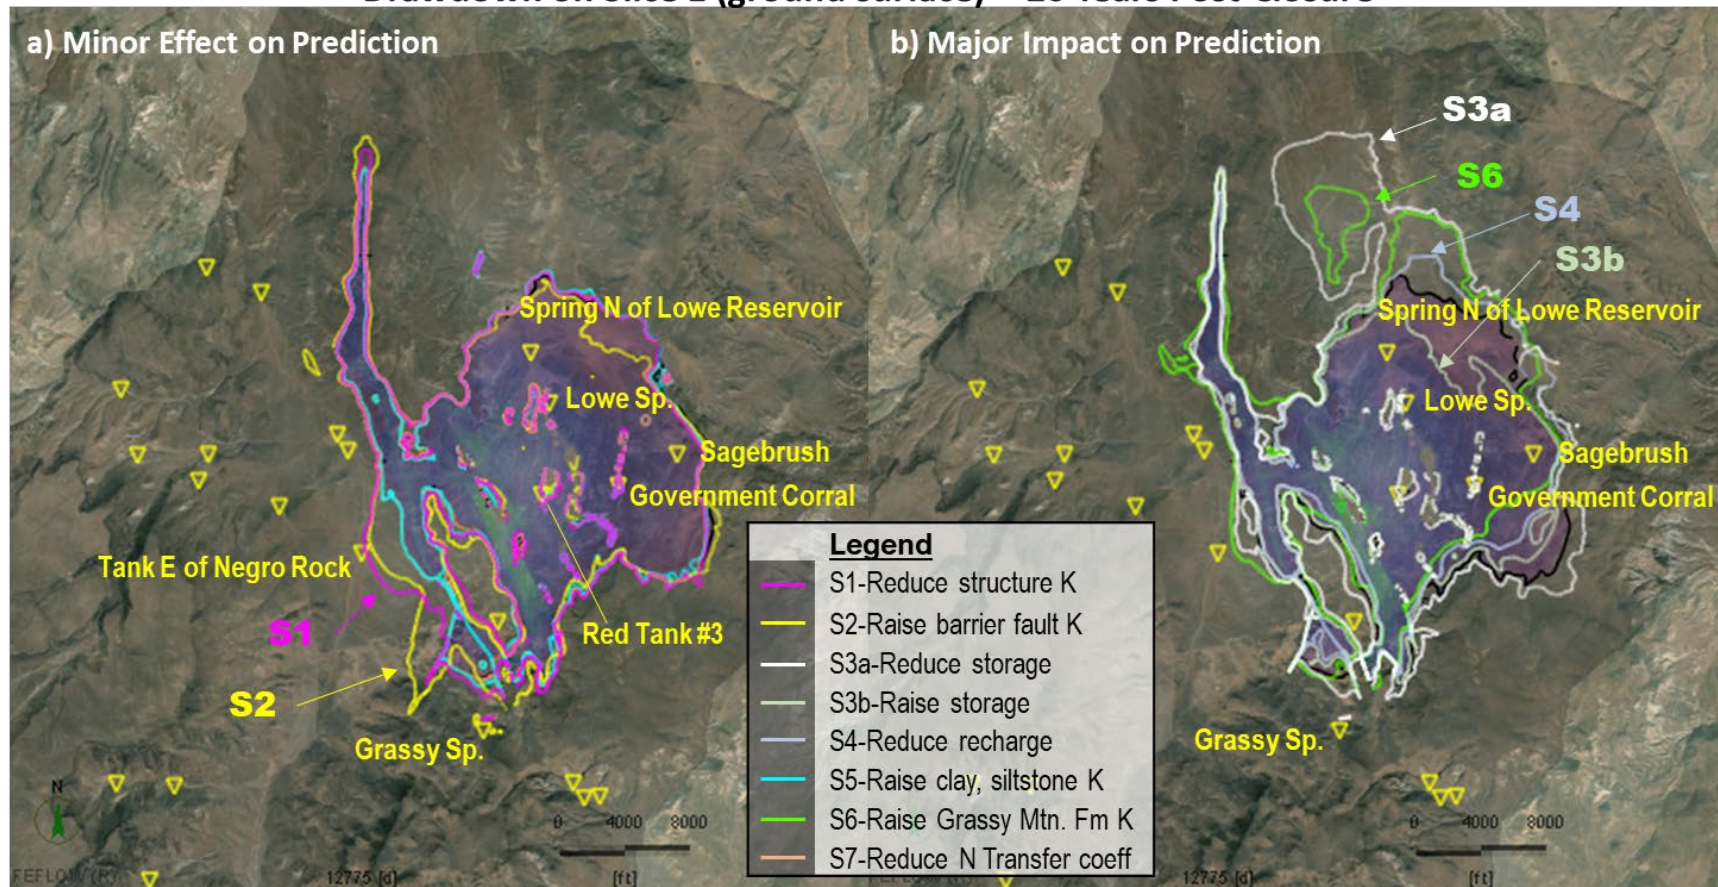 a) Minor Effect on Prediction
b) Major Impact on Prediction
S3a
S6
S4
S3b
Spring N of Lowe Reservoir
Spring N of Lowe Reservoir
Lowe Sp.
Lowe Sp.
Sagebrush
Sagebrush
Government Corral
Government Corral
Tank E of Negro Rock
S1
Red Tank #3
S2
Grassy Sp.
Grassy Sp.
Legend
S1-Reduce structure K
S2-Raise barrier fault K
S3a-Reduce storage
S3b-Raise storage
S4-Reduce recharge
S5-Raise clay, siltstone K
S6-Raise Grassy Mtn. Fm K
S7-Reduce N Transfer coeff
N
0 4000 8000
0 4000 8000
12775 [d]
[ft]
12775 [d]
[ft]